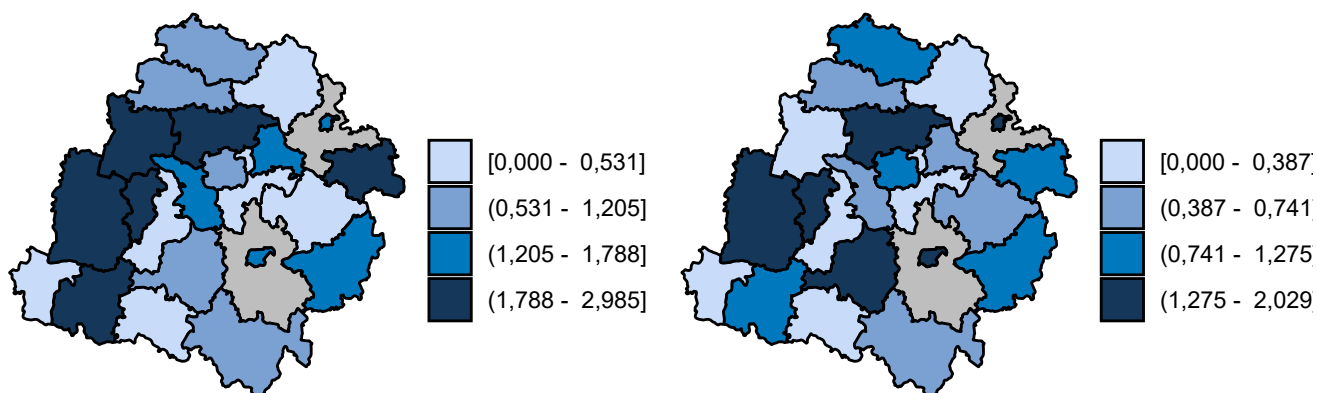 [0,000 - 0,531]
(0,531 - 1,205]
(1,205 - 1,788]
(1,788 - 2,985]
[0,000 - 0,387]
(0,387 - 0,741]
(0,741 - 1,275]
(1,275 - 2,029]